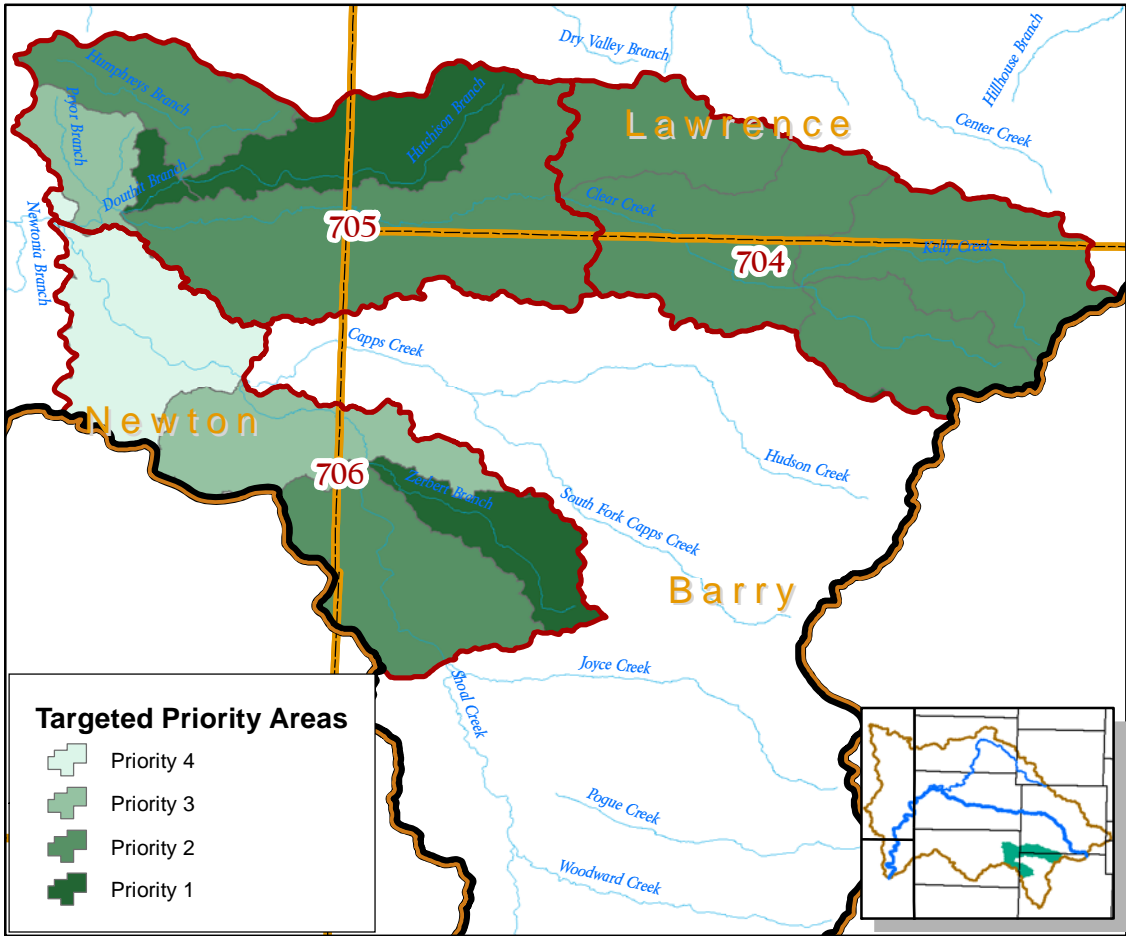 Dry Valley Branch
Hillhouse Branch
Humphreys Branch
Pryor Branch
Hutchison Branch
Lawrence
Center Creek
Douthit Branch
Clear Creek
Newtonia Branch
705
704
Kelly Creek
Capps Creek
Newton
706
Zerbert Branch
Hudson Creek
South Fork Capps Creek
Barry
Joyce Creek
Shoal Creek
Pogue Creek
Woodward Creek
Targeted Priority Areas
Priority 4
Priority 3
Priority 2
Priority 1